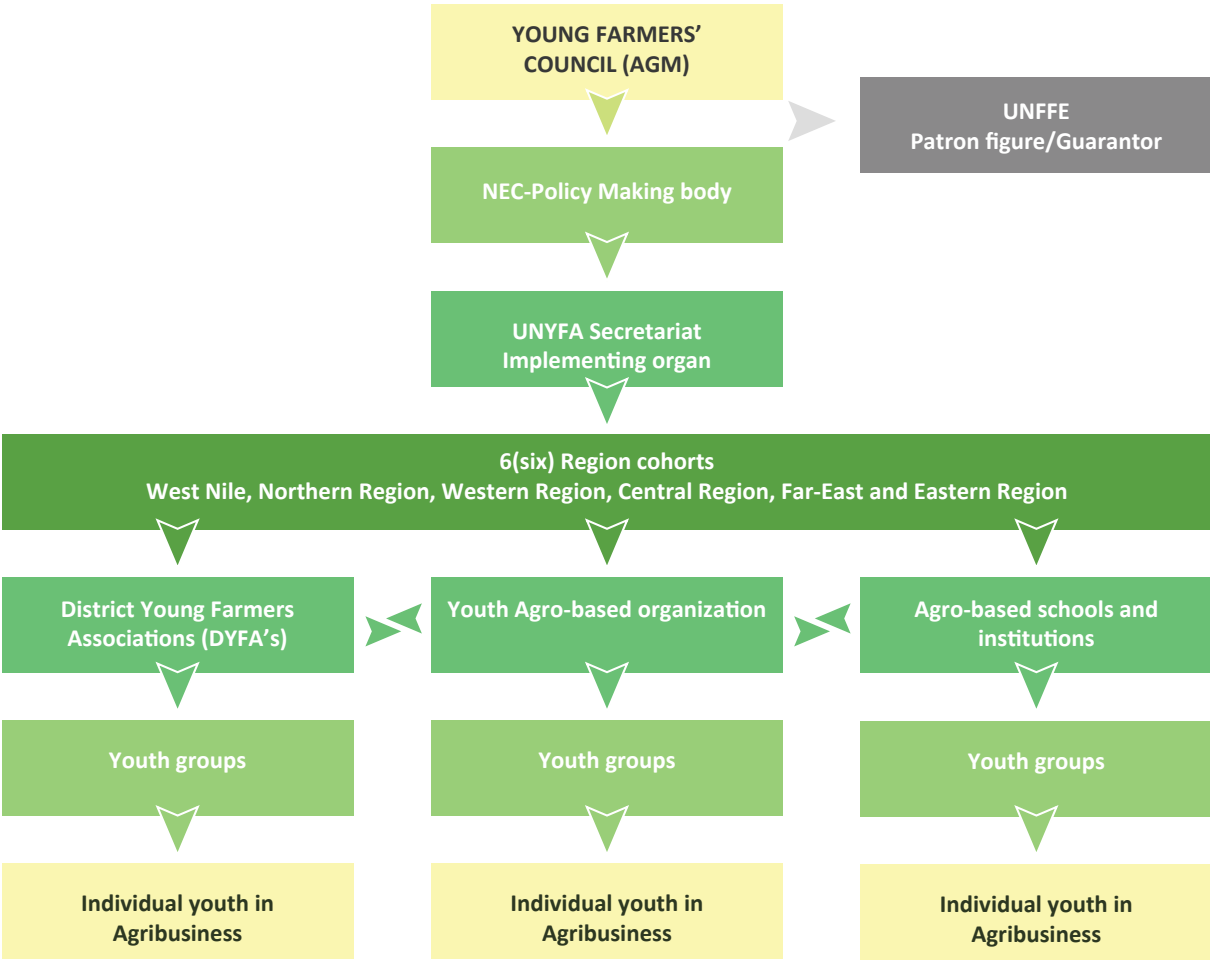 YOUNG FARMERS’
COUNCIL (AGM)
UNFFE
Patron figure/Guarantor
NEC-Policy Making body
UNYFA Secretariat
Implementing organ
6(six) Region cohorts
West Nile, Northern Region, Western Region, Central Region, Far-East and Eastern Region
District Young Farmers
Associations (DYFA’s)
Youth Agro-based organization
Agro-based schools and
institutions
Youth groups
Youth groups
Youth groups
Individual youth in
Agribusiness
Individual youth in
Agribusiness
Individual youth in
Agribusiness